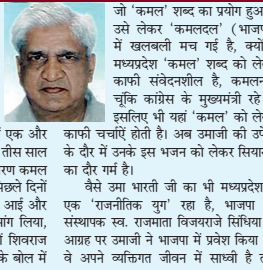 जो 'कमल' शब्द का प्रयोग हुअ
उसे लेकर 'कमलदल' (भाजप
में खलबली मच गई है, क्यों
मध्यप्रदेश 'कमल' शब्द को ले
काफी संवेदनशील है, कमलन
चूंकि कांग्रेस के मुख्यमंत्री रहे
इसलिए भी यहां 'कमल' को ले
काफी चर्चाएं होती है। अब उमाजी की उपे
के दौर में उनके इस भजन को लेकर सियास
का दौर गर्म है।
वैसे उमा भारती जी का भी मध्यप्रदेश
एक 'राजनीतिक युग' रहा है, भाजपा
संस्थापक स्व. राजमाता विजयराजे सिंधिया
आग्रह पर उमाजी ने भाजपा में प्रवेश किया
वे अपने व्यक्तिगत जीवन में साध्वी है त
में एक और
तीस साल
रण कमल
पेछले दिनों
आई और
मांग लिया,
ों शिवराज
के बोल में